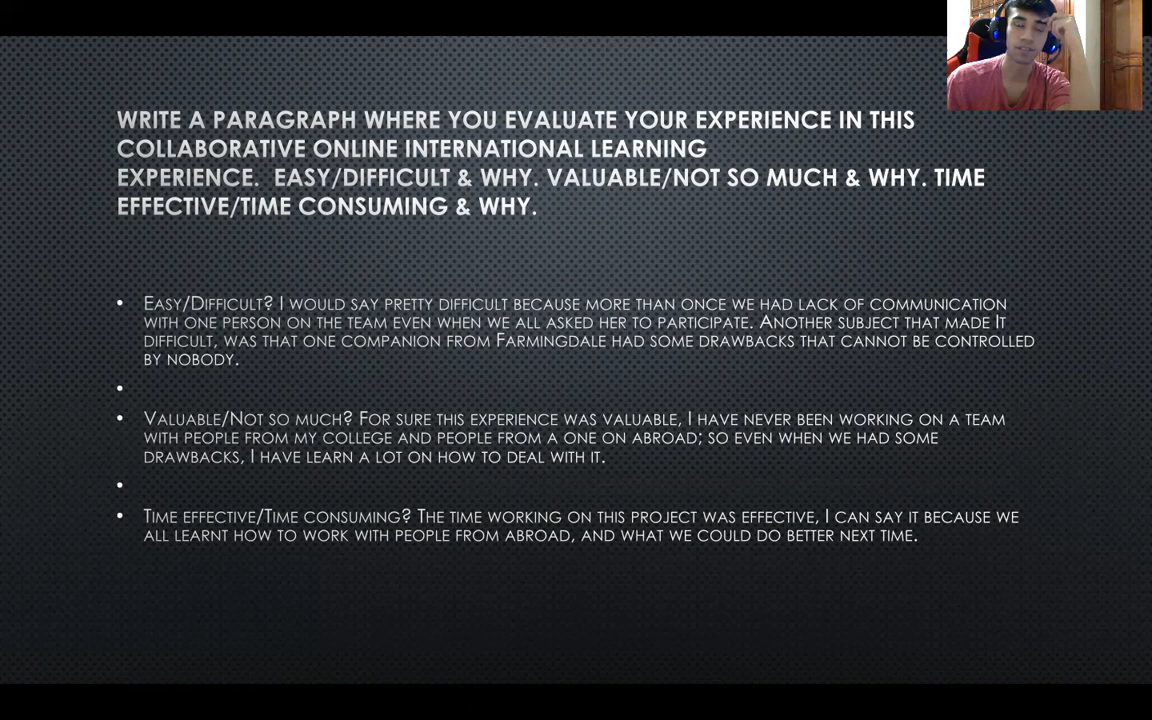 WRITE A PARAGRAPH WHERE YOU EVALUATE YOUR EXPERIENCE IN THIS
COLLABORATIVE ONLINE INTERNATIONAL LEARNING
EXPERIENCE.  EASY/DIFFICULT & WHY. VALUABLE/NOT SO MUCH & WHY. TIME
EFFECTIVE/TIME CONSUMING & WHY.
• Easy/Difficult? I would say pretty difficult because more than once we had lack of communication
with one person on the team even when we all asked her to participate. Another subject that made It
difficult, was that one companion from Farmingdale had some drawbacks that cannot be controlled
by nobody.
•
• Valuable/Not so much? For sure this experience was valuable, I have never been working on a team
with people from my college and people from a one on abroad; so even when we had some
drawbacks, I have learn a lot on how to deal with it.
•
• Time effective/Time consuming? The time working on this project was effective, I can say it because we
all learnt how to work with people from abroad, and what we could do better next time.